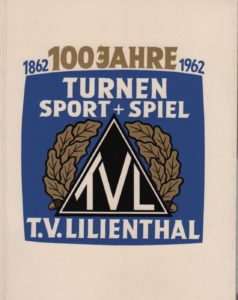 1862 100 JAHRE 1962
TURNEN
SPORT + SPIEL
TVL
T.V. LILIENTHAL